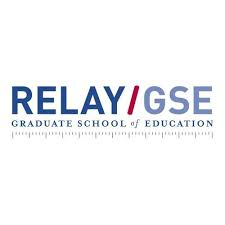 RELAY/GSE
GRADUATE SCHOOL of EDUCATION